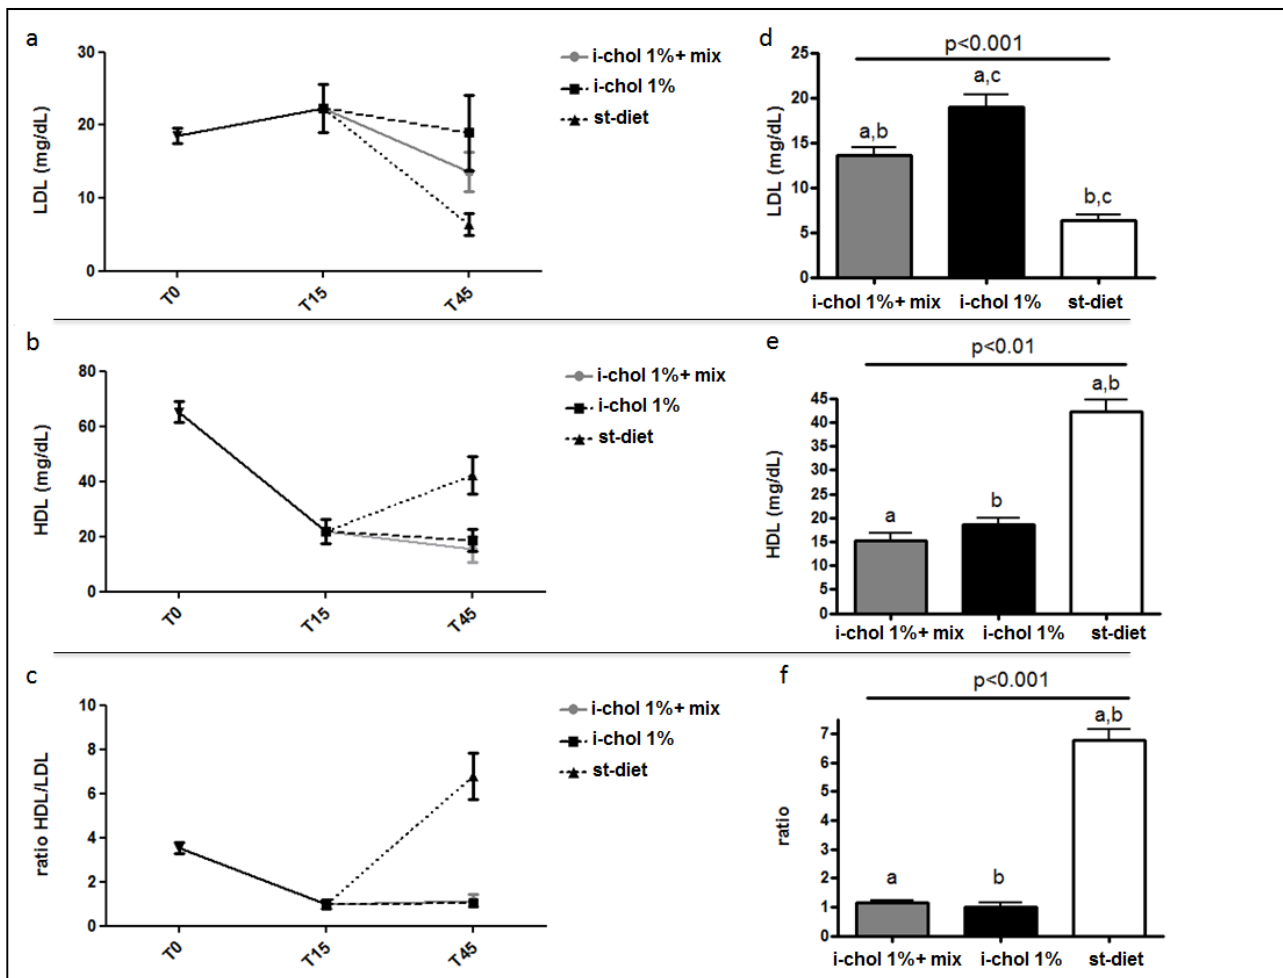 a
LDL (mg/dL)
30
20
10
0
T0
T15
T45
i-chol 1%+ mix
i-chol 1%
st-diet
d
p<0.001
LDL (mg/dL)
25
20
15
10
5
0
a,b
a,c
b,c
i-chol 1%+ mix
i-chol 1%
st-diet
b
HDL (mg/dL)
80
60
40
20
0
T0
T15
T45
i-chol 1%+ mix
i-chol 1%
st-diet
e
p<0.01
HDL (mg/dL)
45
40
35
30
25
20
15
10
5
0
a
b
a,b
i-chol 1%+ mix
i-chol 1%
st-diet
c
ratio HDL/LDL
10
8
6
4
2
0
T0
T15
T45
i-chol 1%+ mix
i-chol 1%
st-diet
f
p<0.001
ratio
7
6
5
4
3
2
1
0
a
b
a,b
i-chol 1%+ mix
i-chol 1%
st-diet